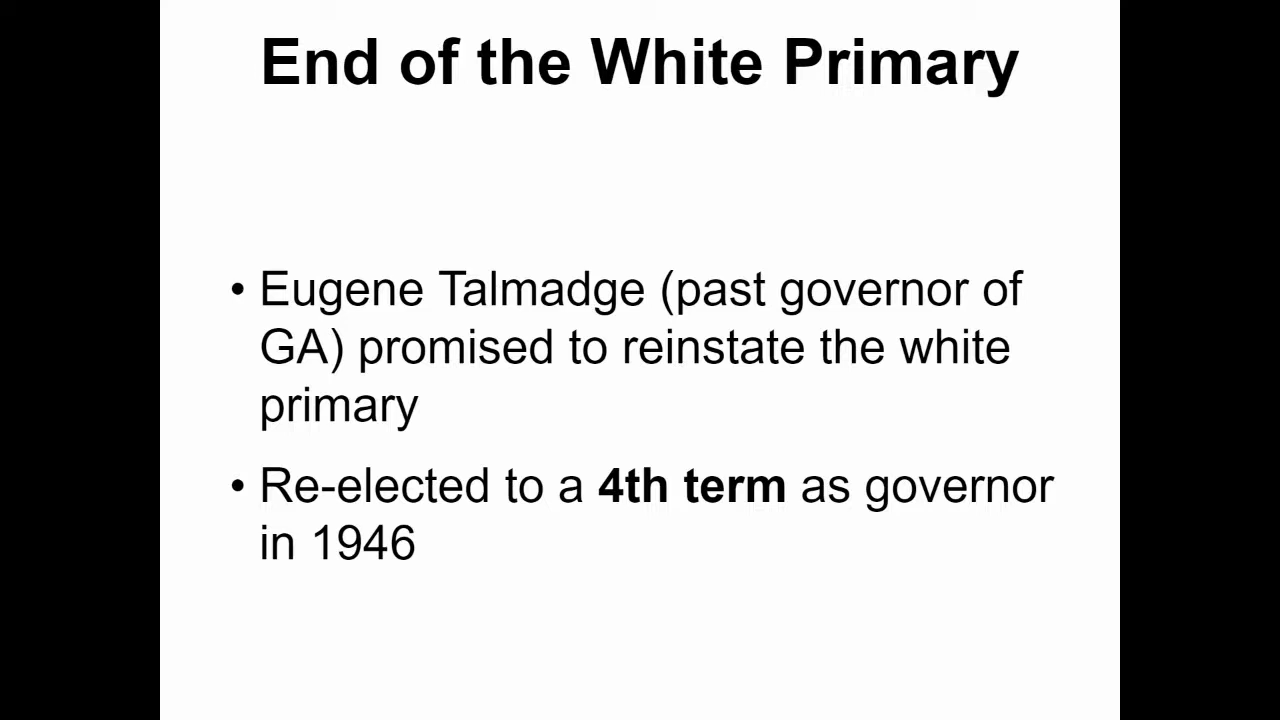 End of the White Primary
• Eugene Talmadge (past governor of
GA) promised to reinstate the white
primary
• Re-elected to a 4th term as governor
in 1946